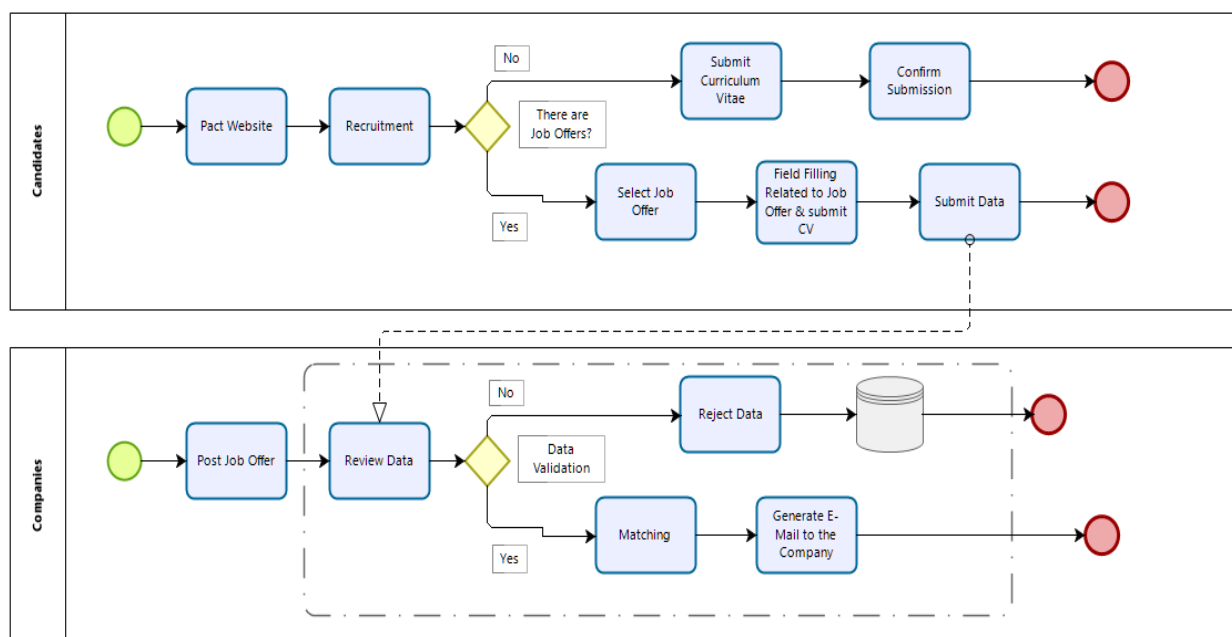 Candidates
Pact Website
Recruitment
No
There are
Job Offers?
Yes
Submit
Curriculum
Vitae
Confirm
Submission
Select Job
Offer
Field Filling
Related to Job
Offer & submit
CV
Submit Data
Companies
Post Job Offer
Review Data
No
Data
Validation
Yes
Reject Data
Matching
Generate E-
Mail to the
Company